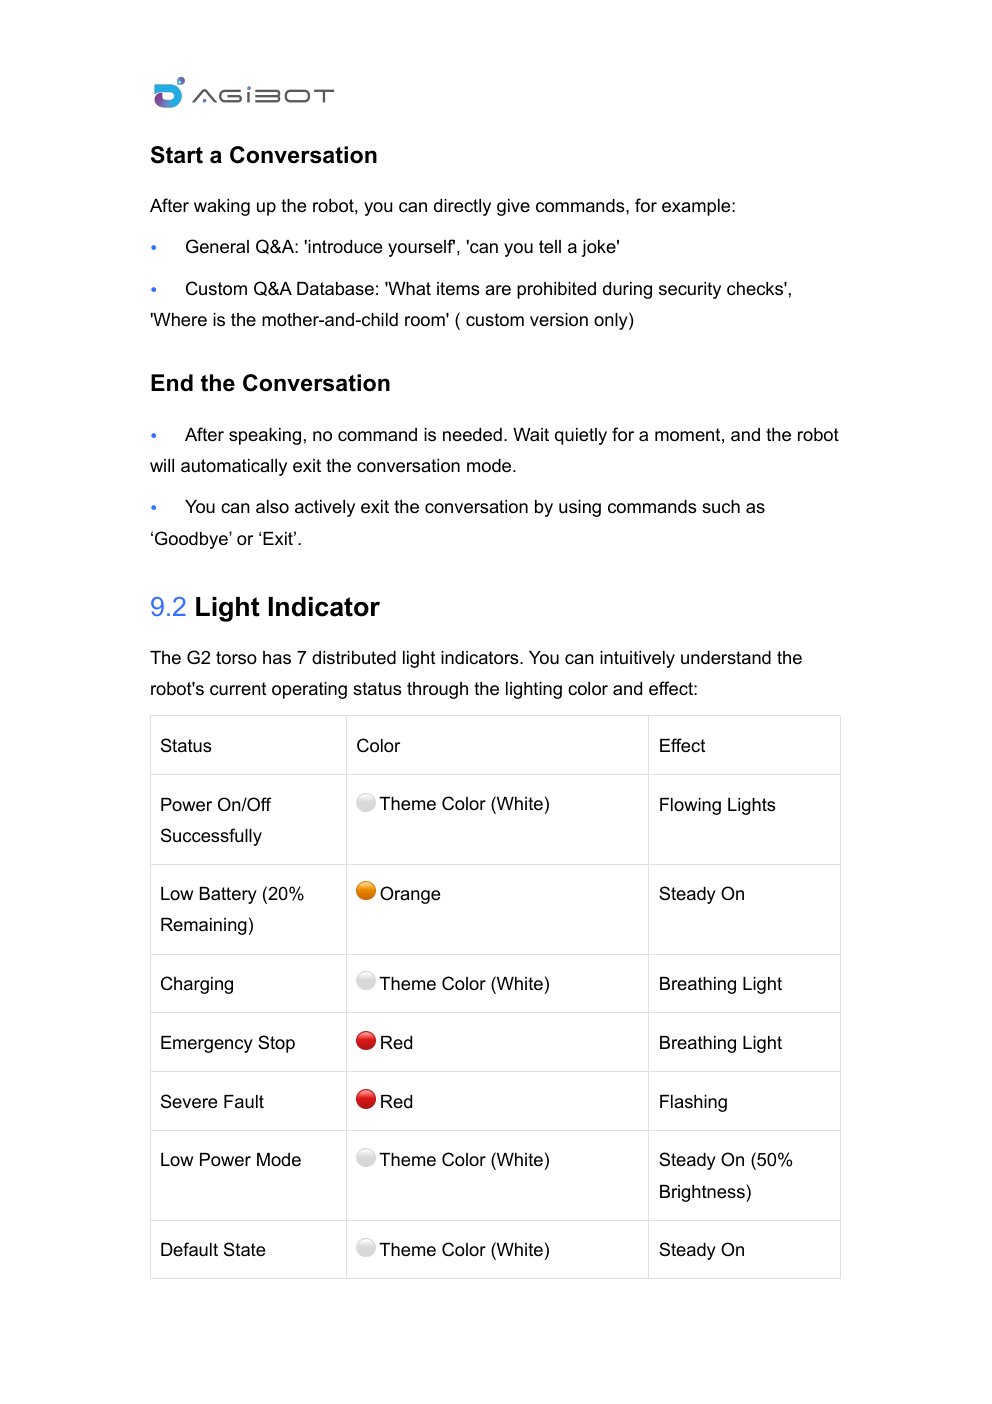 AGIBOT
Start a Conversation
After waking up the robot, you can directly give commands, for example:
• General Q&A: 'introduce yourself', 'can you tell a joke'
• Custom Q&A Database: 'What items are prohibited during security checks',
'Where is the mother-and-child room' ( custom version only)
End the Conversation
• After speaking, no command is needed. Wait quietly for a moment, and the robot
will automatically exit the conversation mode.
• You can also actively exit the conversation by using commands such as
‘Goodbye’ or ‘Exit’.
9.2 Light Indicator
The G2 torso has 7 distributed light indicators. You can intuitively understand the
robot's current operating status through the lighting color and effect:
Status Color Effect
Power On/Off Theme Color (White) Flowing Lights
Successfully
Low Battery (20% Orange Steady On
Remaining)
Charging Theme Color (White) Breathing Light
Emergency Stop Red Breathing Light
Severe Fault Red Flashing
Low Power Mode Theme Color (White) Steady On (50%
Brightness)
Default State Theme Color (White) Steady On